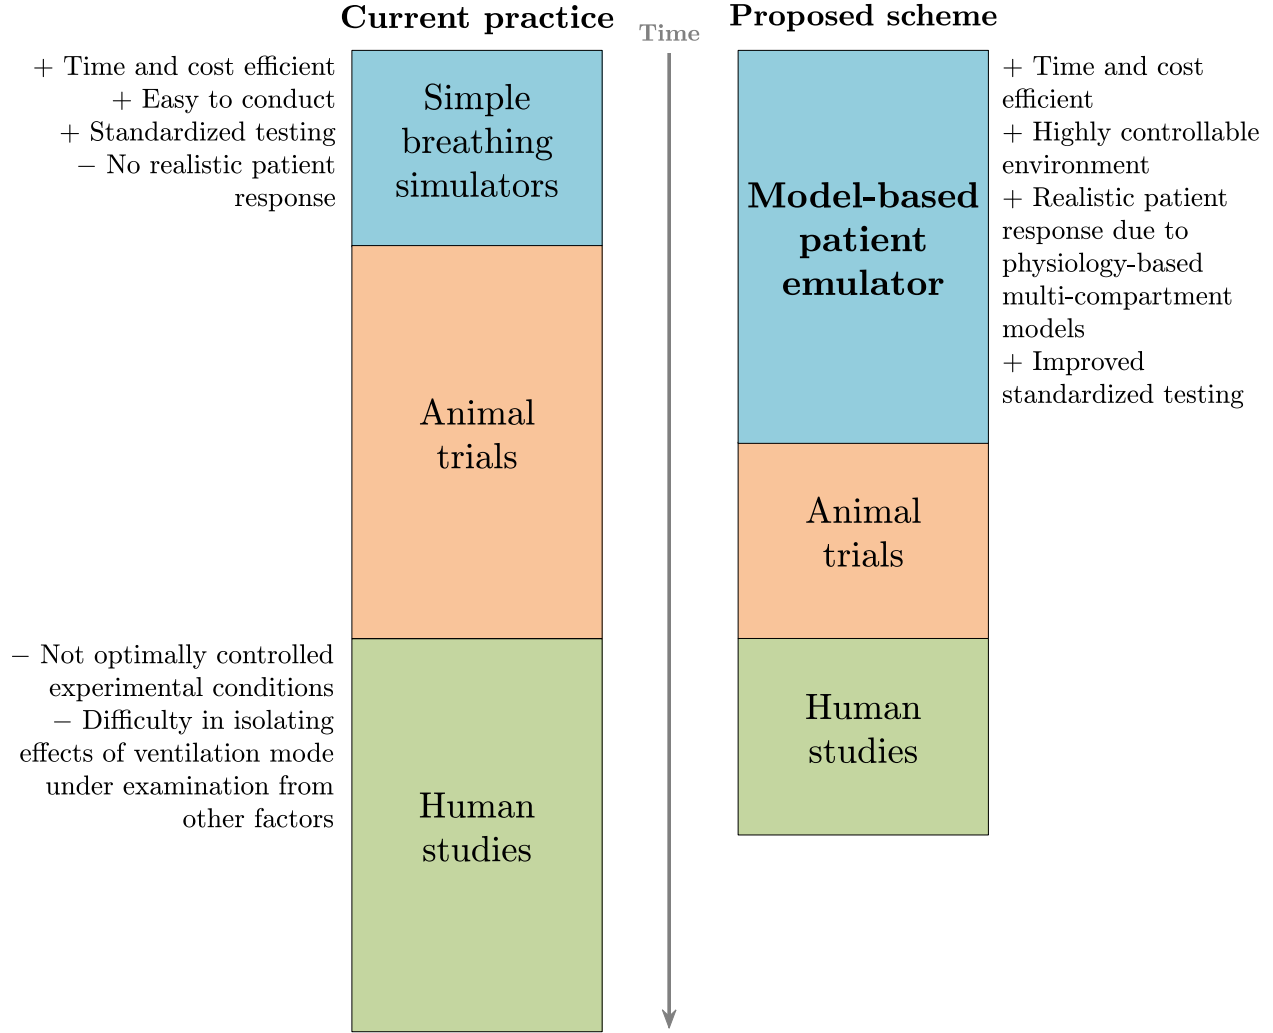 Current practice
Time
Proposed scheme
+ Time and cost efficient
+ Easy to conduct
+ Standardized testing
− No realistic patient
response
Simple
breathing
simulators
Animal
trials
− Not optimally controlled
experimental conditions
− Difficulty in isolating
effects of ventilation mode
under examination from
other factors
Human
studies
Model-based
patient
emulator
+ Time and cost
efficient
+ Highly controllable
environment
+ Realistic patient
response due to
physiology-based
multi-compartment
models
+ Improved
standardized testing
Animal
trials
Human
studies